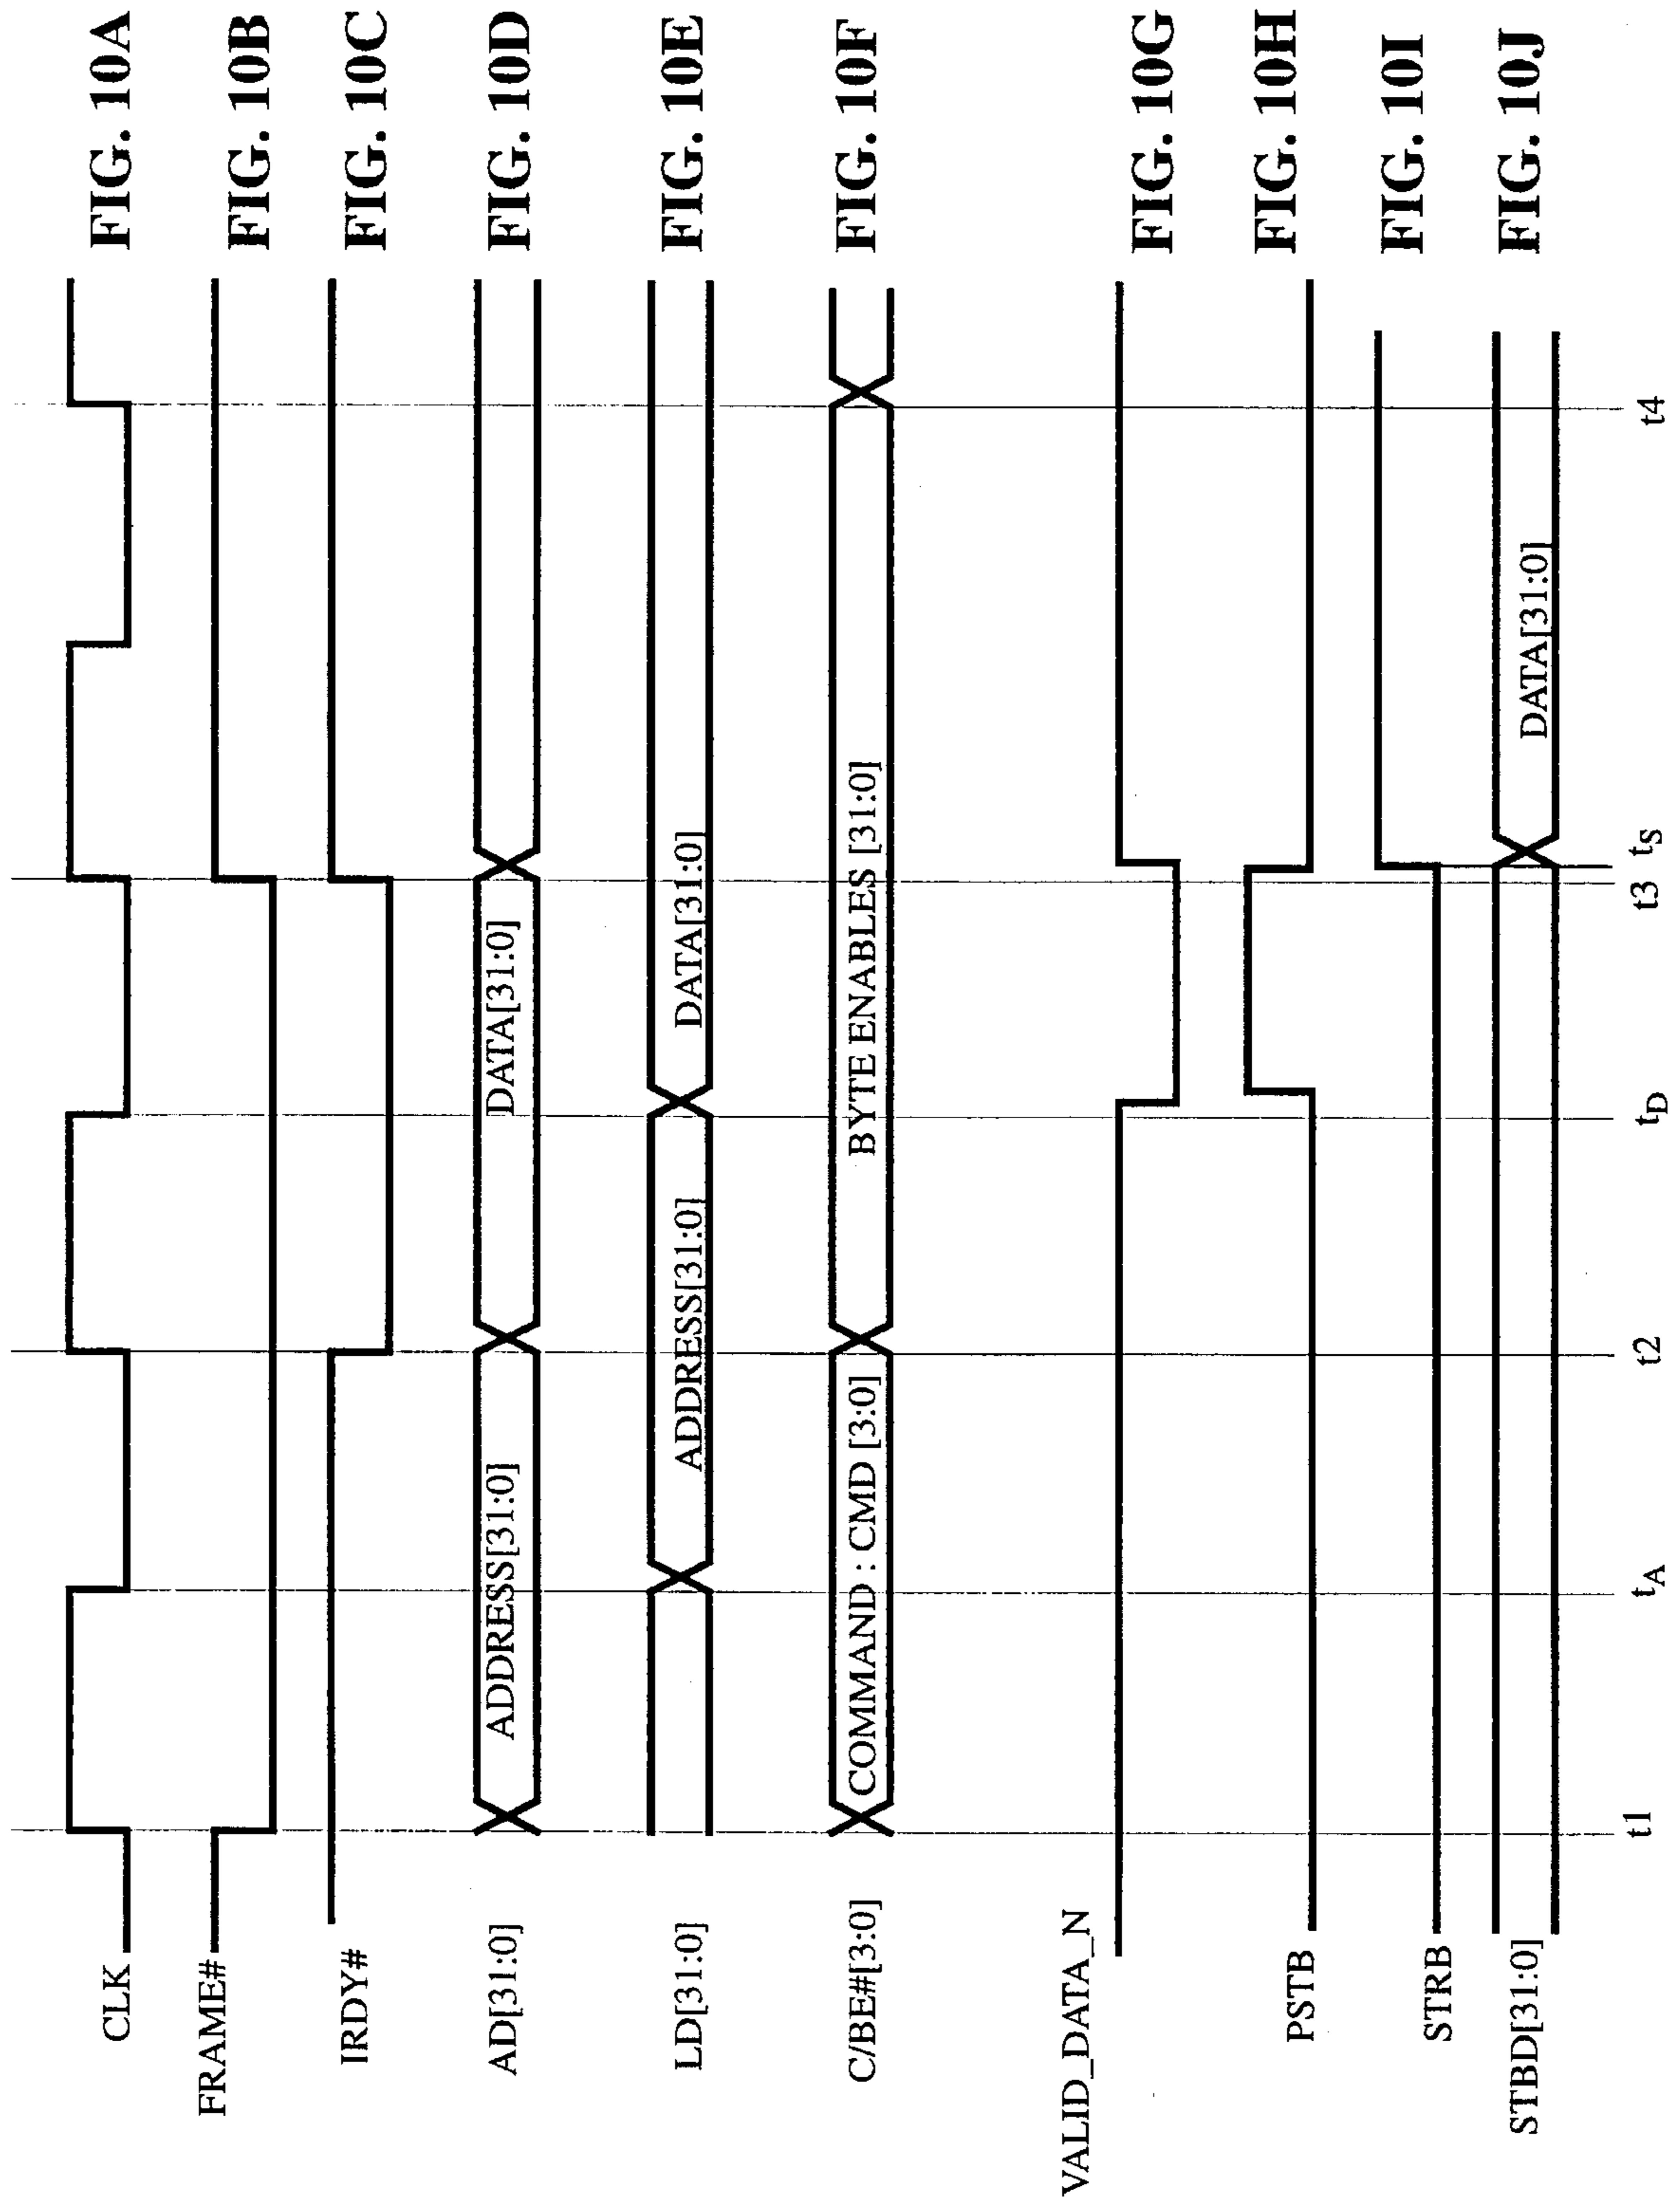 CLK
FIG. 10A
FRAME#
FIG. 10B
IRDY#
FIG. 10C
AD[31:0]
ADDRESS[31:0]
DATA[31:0]
FIG. 10D
LD[31:0]
ADDRESS[31:0]
DATA[31:0]
FIG. 10E
C/BE#[3:0]
COMMAND : CMD [3:0]
BYTE ENABLES [31:0]
FIG. 10F
VALID_DATA_N
FIG. 10G
PSTB
FIG. 10H
STRB
FIG. 10I
STBD[31:0]
DATA[31:0]
FIG. 10J
t1 tA t2 tD t3 tS t4